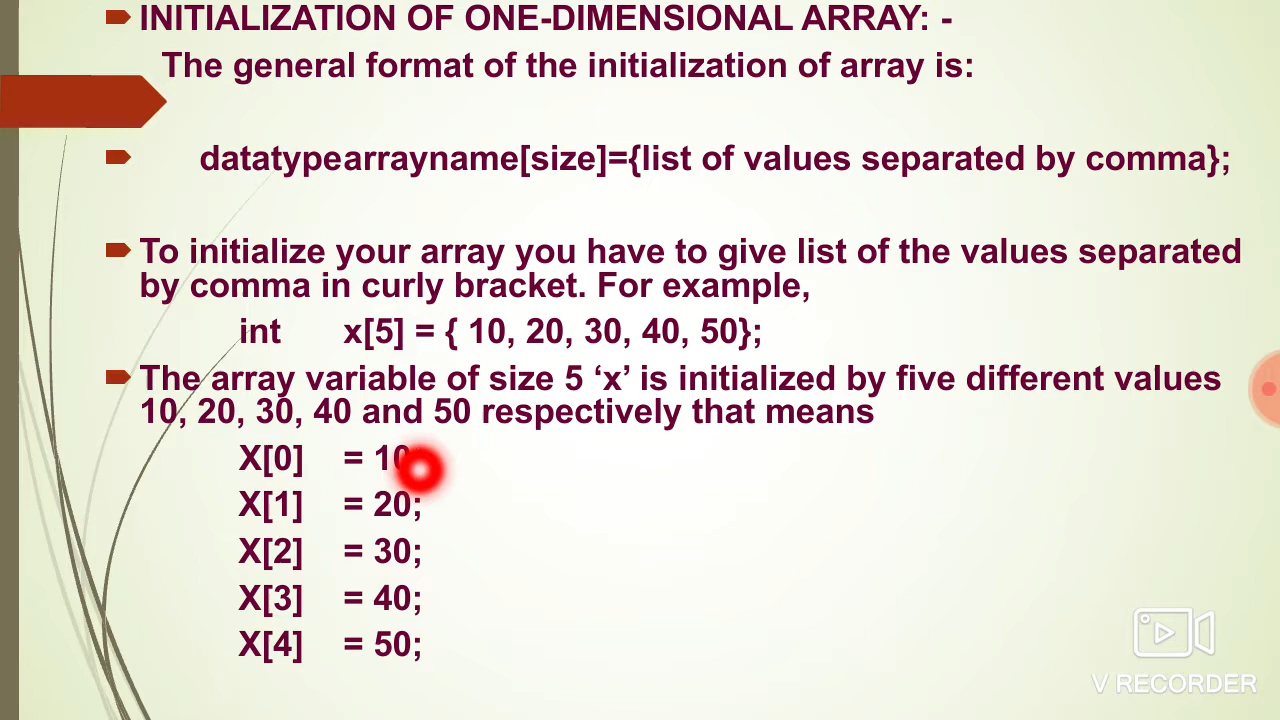 INITIALIZATION OF ONE-DIMENSIONAL ARRAY: -
The general format of the initialization of array is:
datatypearrayname[size]={list of values separated by comma};
To initialize your array you have to give list of the values separated
by comma in curly bracket. For example,
int x[5] = { 10, 20, 30, 40, 50};
The array variable of size 5 ‘x’ is initialized by five different values
10, 20, 30, 40 and 50 respectively that means
X[0] = 10
X[1] = 20;
X[2] = 30;
X[3] = 40;
X[4] = 50;
V RECORDER